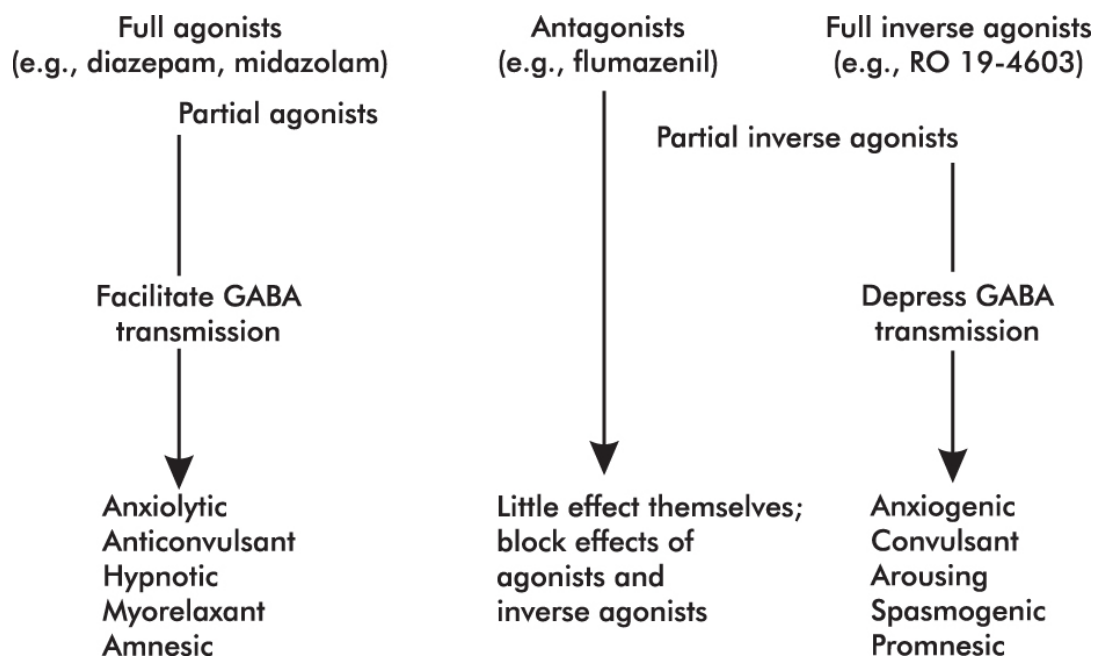 Full agonists
(e.g., diazepam, midazolam)
Partial agonists
Facilitate GABA
transmission
Anxiolytic
Anticonvulsant
Hypnotic
Myorelaxant
Amnesic
Antagonists
(e.g., flumazenil)
Little effect themselves;
block effects of
agonists and
inverse agonists
Full inverse agonists
(e.g., RO 19-4603)
Partial inverse agonists
Depress GABA
transmission
Anxiogenic
Convulsant
Arousing
Spasmogenic
Promnesic